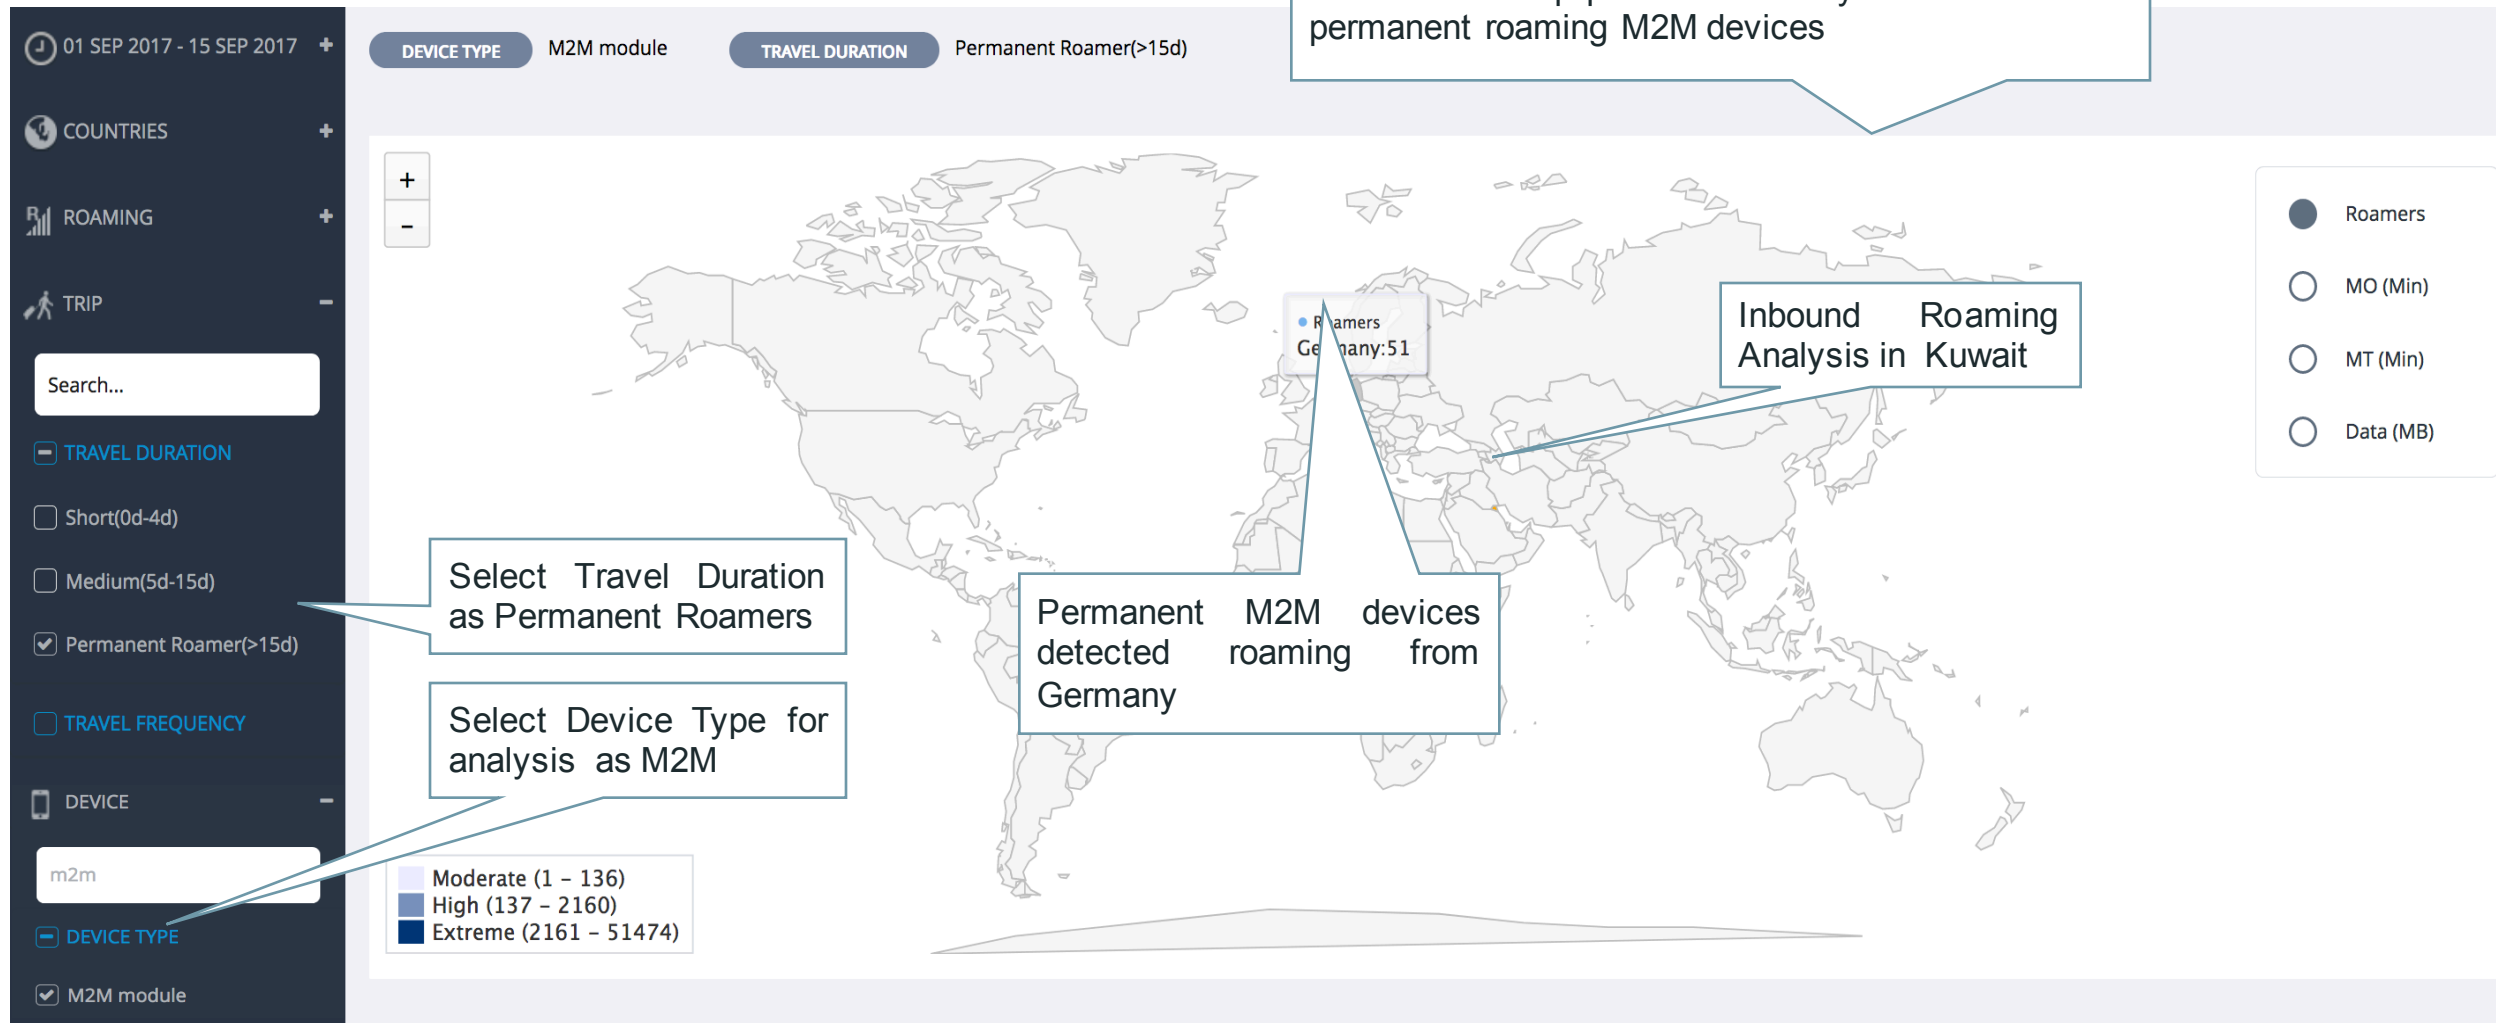 permanent roaming M2M devices
01 SEP 2017 - 15 SEP 2017 +
DEVICE TYPE M2M module TRAVEL DURATION Permanent Roamer(>15d)
COUNTRIES +
ROAMING +
TRIP −
Search...
− TRAVEL DURATION
Short(0d-4d)
Medium(5d-15d)
Permanent Roamer(>15d)
TRAVEL FREQUENCY
DEVICE −
m2m
− DEVICE TYPE
M2M module
+
-
Roamers
Germany:51
Inbound Roaming
Analysis in Kuwait
Roamers
MO (Min)
MT (Min)
Data (MB)
Select Travel Duration
as Permanent Roamers
Select Device Type for
analysis as M2M
Permanent M2M devices
detected roaming from
Germany
Moderate (1 – 136)
High (137 – 2160)
Extreme (2161 – 51474)